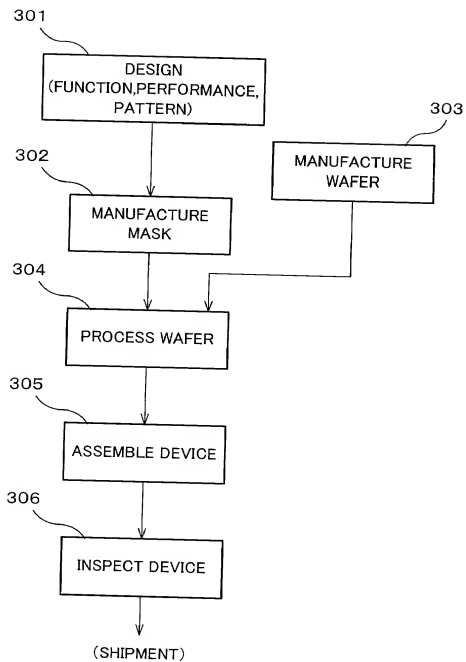 301
DESIGN
(FUNCTION,PERFORMANCE,
PATTERN)
303
MANUFACTURE
WAFER
302
MANUFACTURE
MASK
304
PROCESS WAFER
305
ASSEMBLE DEVICE
306
INSPECT DEVICE
(SHIPMENT)